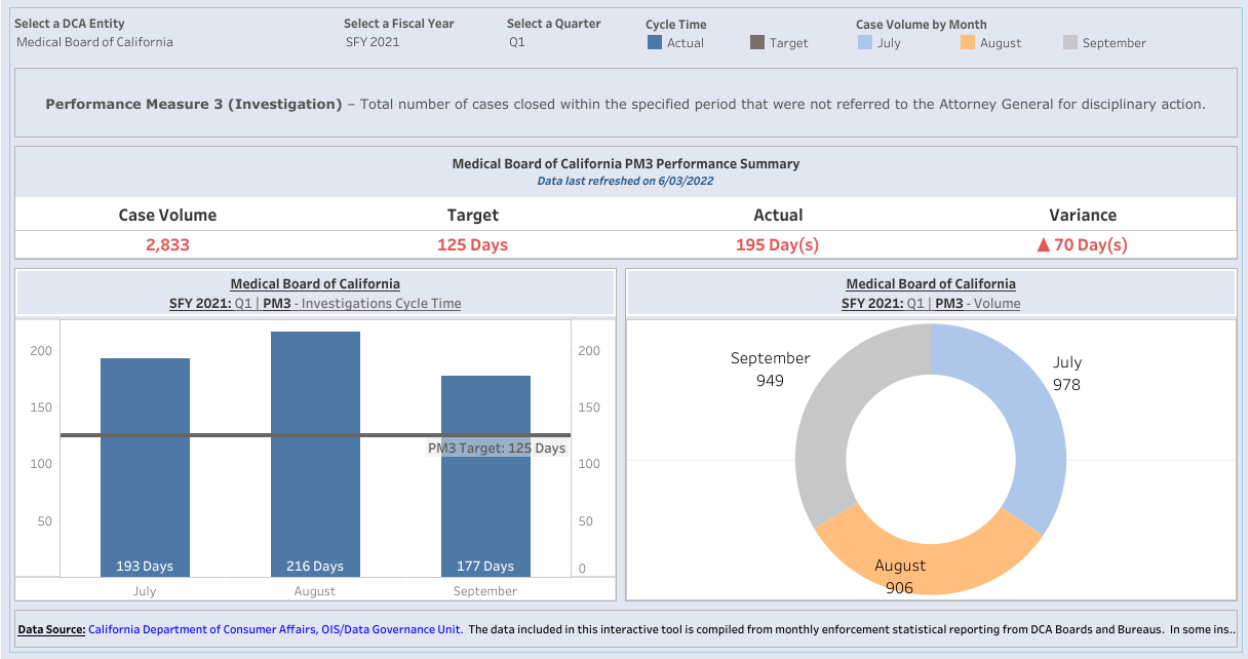 Select a DCA Entity
Medical Board of California
Select a Fiscal Year
SFY 2021
Select a Quarter
Q1
Cycle Time
Actual
Target
Case Volume by Month
July
August
September
Performance Measure 3 (Investigation) – Total number of cases closed within the specified period that were not referred to the Attorney General for disciplinary action.
Medical Board of California PM3 Performance Summary
Data last refreshed on 6/03/2022
Case Volume Target Actual Variance
2,833 125 Days 195 Day(s) ▲ 70 Day(s)
Medical Board of California
SFY 2021: Q1 | PM3 - Investigations Cycle Time
200
150
100
50
PM3 Target: 125 Days
200
150
100
50
0
193 Days 216 Days 177 Days
July August September
Medical Board of California
SFY 2021: Q1 | PM3 - Volume
September
949
July
978
August
906
Data Source: California Department of Consumer Affairs, OIS/Data Governance Unit. The data included in this interactive tool is compiled from monthly enforcement statistical reporting from DCA Boards and Bureaus. In some ins..